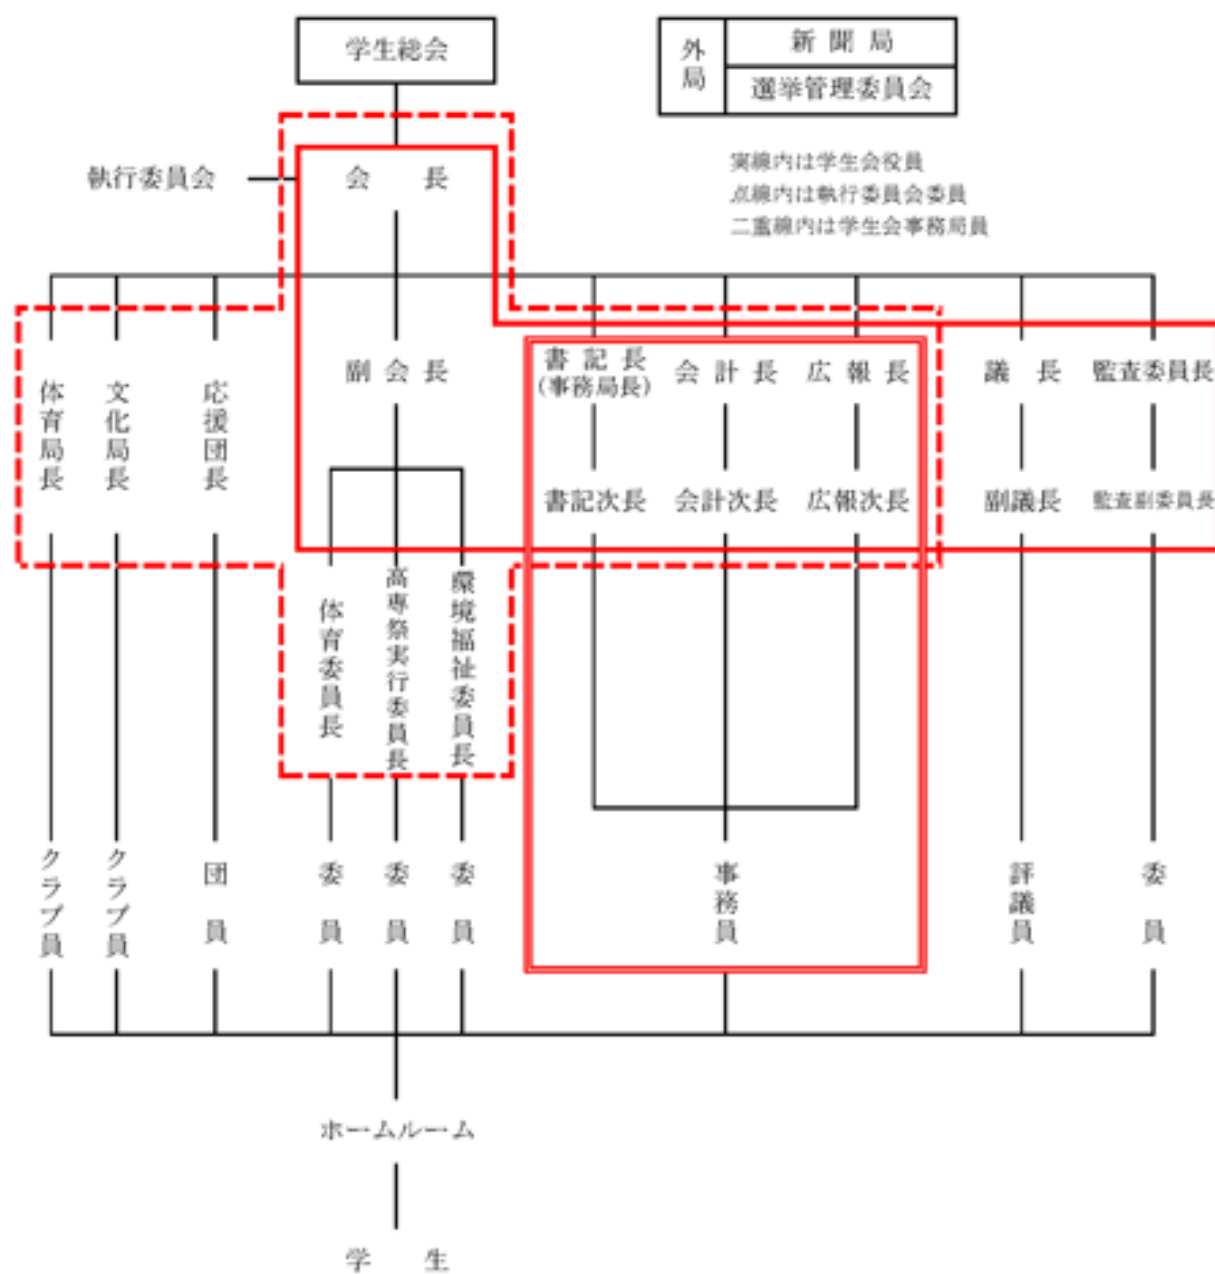 学生総会
外局
新聞局
選挙管理委員会
実線内は学生会役員
点線内は執行委員会委員
二重線内は学生会事務局員
執行委員会
会長
体育局長
文化局長
応援団長
副会長
書記長
(事務局長)
会計長
広報長
議長
監査委員長
書記次長
会計次長
広報次長
副議長
監査副委員長
体育委員長
高専祭実行委員長
環境福祉委員長
クラブ員
クラブ員
団員
委員
委員
委員
事務員
評議員
委員
ホームルーム
学生